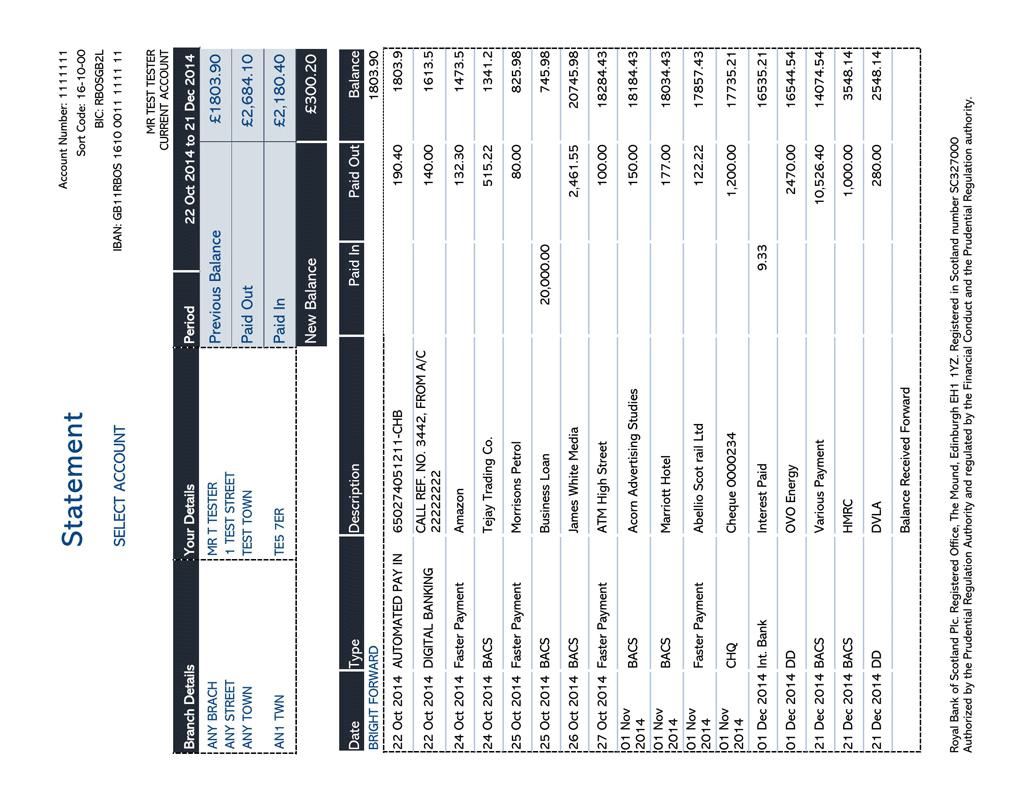 Statement
SELECT ACCOUNT
Account Number: 1111111
Sort Code: 16-10-00
BIC: RBOSGB2L
IBAN: GB11RBOS 1610 0011 1111 11
MR TEST TESTER
CURRENT ACCOUNT
Branch Details Your Details Period 22 Oct 2014 to 21 Dec 2014
ANY BRACH MR T TESTER Previous Balance £1803.90
ANY STREET 1 TEST STREET
ANY TOWN TEST TOWN Paid Out £2,684.10
AN1 TWN TE5 7ER Paid In £2,180.40
New Balance £300.20
Date Type Description Paid In Paid Out Balance
BRIGHT FORWARD 1803.90
22 Oct 2014 AUTOMATED PAY IN 650274051211-CHB 190.40 1803.9
22 Oct 2014 DIGITAL BANKING CALL REF. NO. 3442, FROM A/C 140.00 1613.5
22222222
24 Oct 2014 Faster Payment Amazon 132.30 1473.5
24 Oct 2014 BACS Tejay Trading Co. 515.22 1341.2
25 Oct 2014 Faster Payment Morrisons Petrol 80.00 825.98
25 Oct 2014 BACS Business Loan 20,000.00 745.98
26 Oct 2014 BACS James White Media 2,461.55 20745.98
27 Oct 2014 Faster Payment ATM High Street 100.00 18284.43
01 Nov 2014 BACS Acorn Advertising Studies 150.00 18184.43
01 Nov 2014 BACS Marriott Hotel 177.00 18034.43
01 Nov 2014 Faster Payment Abellio Scot rail Ltd 122.22 17857.43
01 Nov 2014 CHQ Cheque 0000234 1,200.00 17735.21
01 Dec 2014 Int. Bank Interest Paid 9.33 16535.21
01 Dec 2014 DD OVO Energy 2470.00 16544.54
21 Dec 2014 BACS Various Payment 10,526.40 14074.54
21 Dec 2014 BACS HMRC 1,000.00 3548.14
21 Dec 2014 DD DVLA 280.00 2548.14
Balance Received Forward
Royal Bank of Scotland Plc. Registered Office. The Mound, Edinburgh EH1 1YZ. Registered in Scotland number SC327000
Authorized by the Prudential Regulation Authority and regulated by the Financial Conduct and the Prudential Regulation authority.